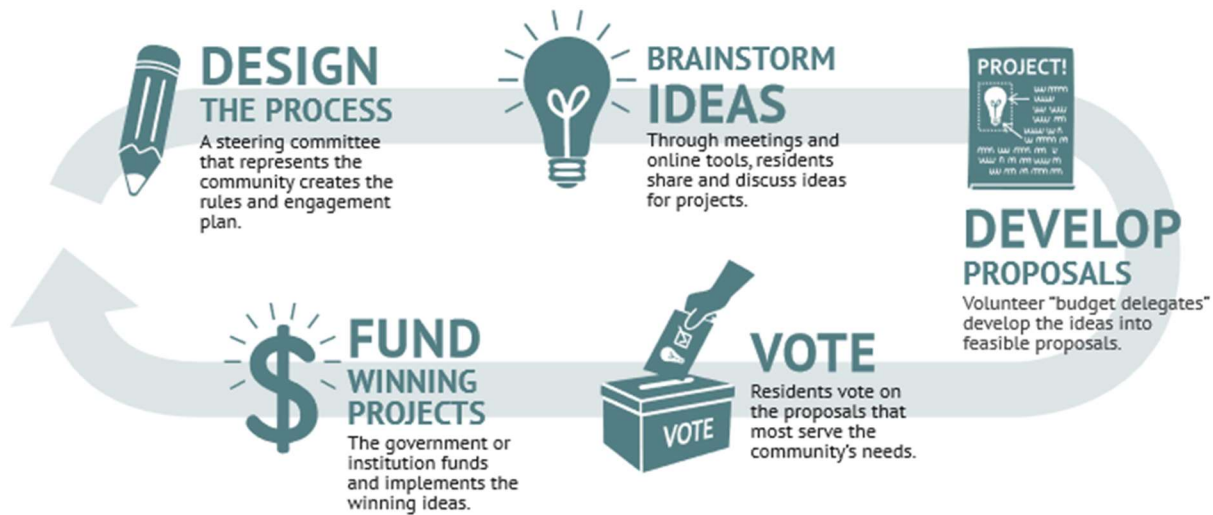 DESIGN
THE PROCESS
A steering committee
that represents the
community creates the
rules and engagement
plan.
BRAINSTORM
IDEAS
Through meetings and
online tools, residents
share and discuss ideas
for projects.
PROJECT!
DEVELOP
PROPOSALS
Volunteer “budget delegates”
develop the ideas into
feasible proposals.
VOTE
VOTE
Residents vote on
the proposals that
most serve the
community’s needs.
FUND
WINNING
PROJECTS
The government or
institution funds
and implements the
winning ideas.